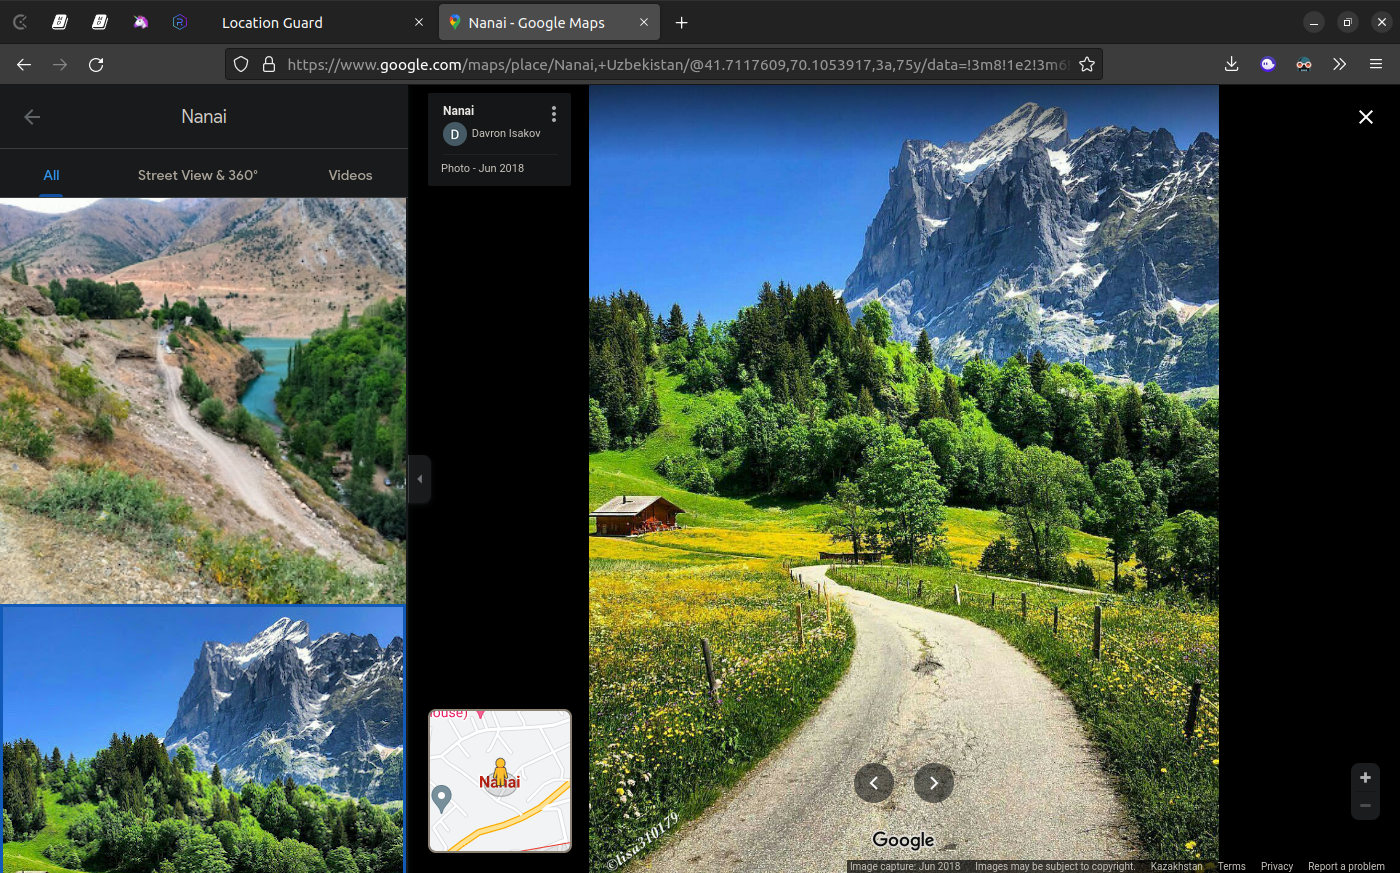 Location Guard
Nanai - Google Maps
https://www.google.com/maps/place/Nanai,+Uzbekistan/@41.7117609,70.1053917,3a,75y/data=!3m8!1e2!3m6!
Nanai
All
Street View & 360°
Videos
Nanai
D
Davron Isakov
Photo - Jun 2018
ouse)
Nanai
©lisa310179
Google
Image capture: Jun 2018
Images may be subject to copyright.
Kazakhstan
Terms
Privacy
Report a problem